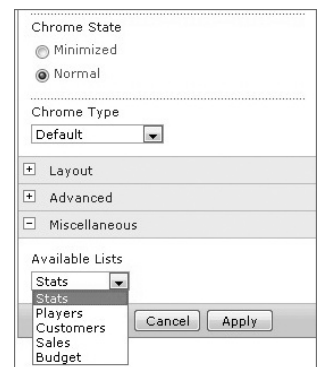 Chrome State
Minimized
Normal
Chrome Type
Default
Layout
Advanced
Miscellaneous
Available Lists
Stats
Stats
Players
Customers
Sales
Budget
Cancel
Apply